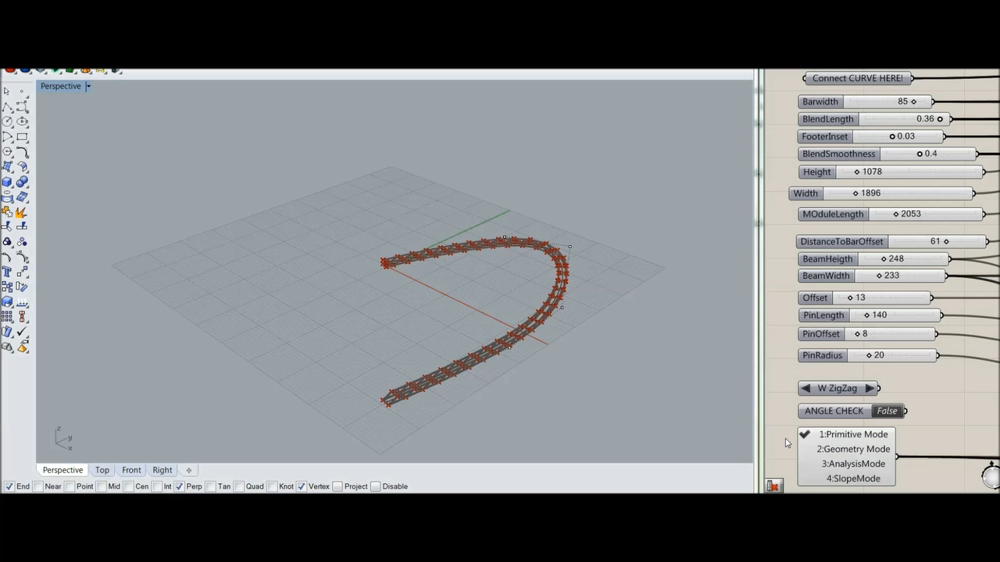 Perspective
z
y
x
Perspective Top Front Right
End Near Point Mid Cen Int Perp Tan Quad Knot Vertex Project Disable
Connect CURVE HERE!
Barwidth 85
BlendLength 0.36
FooterInset 0.03
BlendSmoothness 0.4
Height 1078
Width 1896
MOduleLength 2053
DistanceToBarOffset 61
BeamHeigth 248
BeamWidth 233
Offset 13
PinLength 140
PinOffset 8
PinRadius 20
W ZigZag
ANGLE CHECK False
1:Primitive Mode
2:Geometry Mode
3:AnalysisMode
4:SlopeMode